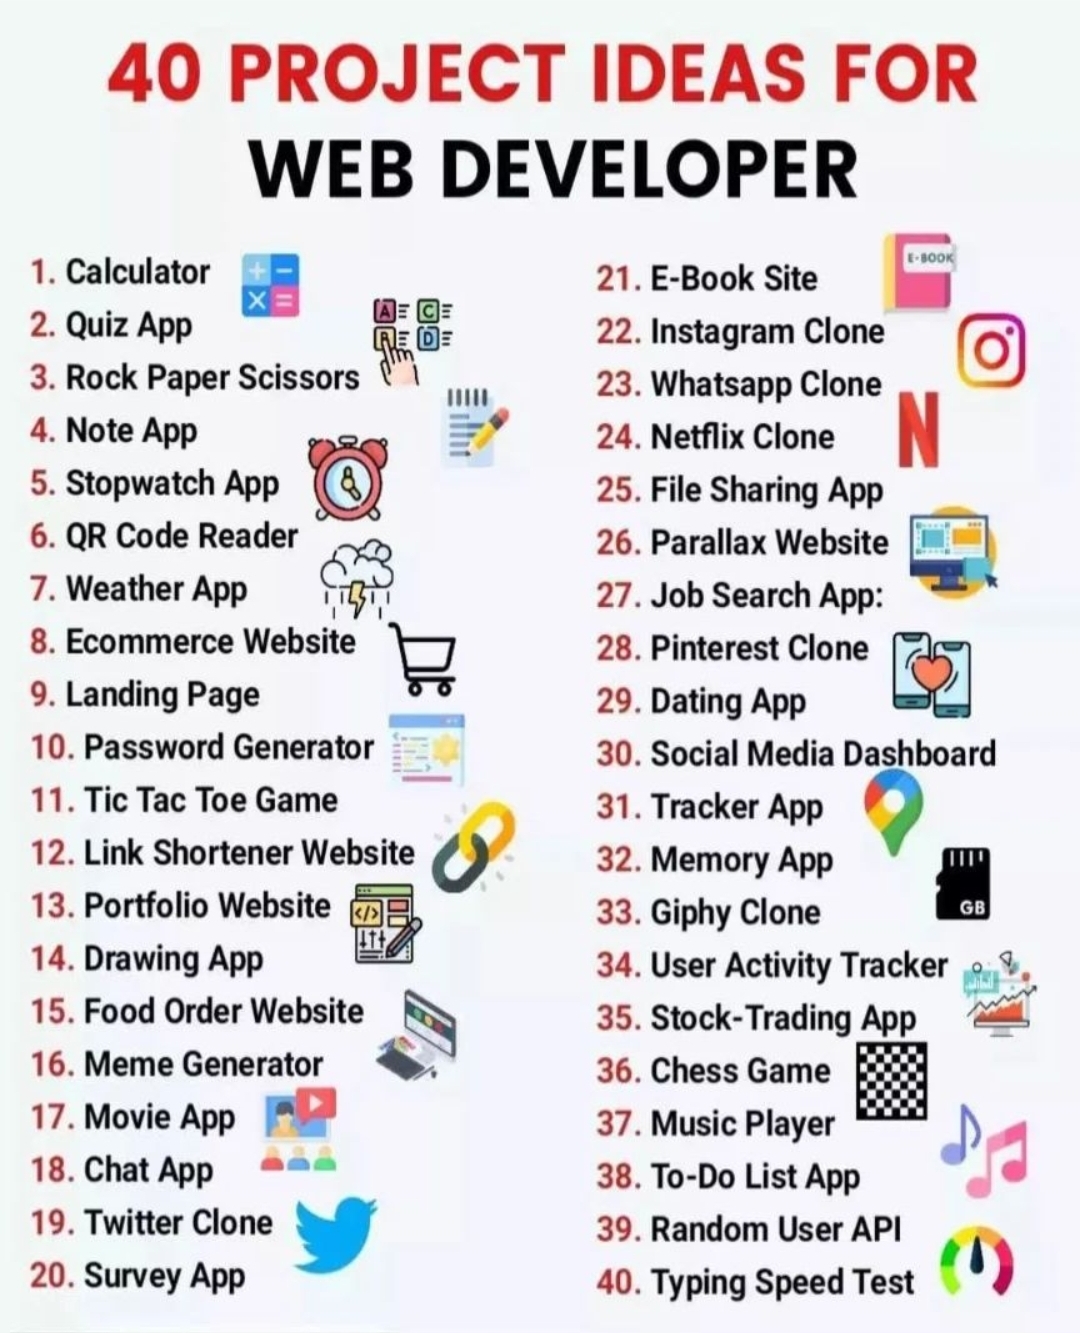 40 PROJECT IDEAS FOR
WEB DEVELOPER
1. Calculator
2. Quiz App
3. Rock Paper Scissors
4. Note App
5. Stopwatch App
6. QR Code Reader
7. Weather App
8. Ecommerce Website
9. Landing Page
10. Password Generator
11. Tic Tac Toe Game
12. Link Shortener Website
13. Portfolio Website
14. Drawing App
15. Food Order Website
16. Meme Generator
17. Movie App
18. Chat App
19. Twitter Clone
20. Survey App
A C
B D
</>
21. E-Book Site
E-BOOK
22. Instagram Clone
23. Whatsapp Clone
24. Netflix Clone
N
25. File Sharing App
26. Parallax Website
27. Job Search App:
28. Pinterest Clone
29. Dating App
30. Social Media Dashboard
31. Tracker App
32. Memory App
33. Giphy Clone
GB
34. User Activity Tracker
35. Stock-Trading App
36. Chess Game
37. Music Player
38. To-Do List App
39. Random User API
40. Typing Speed Test